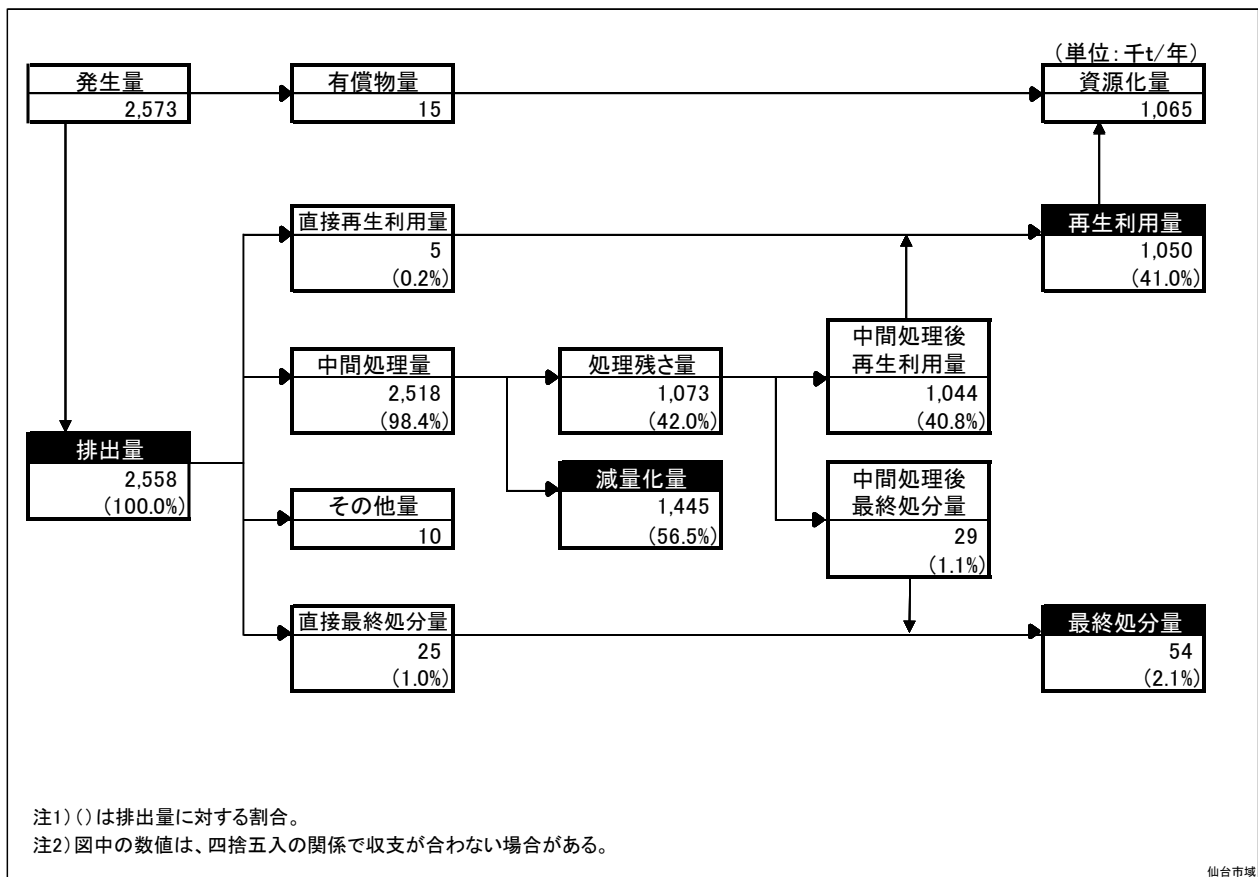 (単位:千t/年)
発生量
2,573
有償物量
15
資源化量
1,065
直接再生利用量
5
(0.2%)
再生利用量
1,050
(41.0%)
中間処理量
2,518
(98.4%)
処理残さ量
1,073
(42.0%)
中間処理後
再生利用量
1,044
(40.8%)
排出量
2,558
(100.0%)
減量化量
1,445
(56.5%)
中間処理後
最終処分量
29
(1.1%)
その他量
10
直接最終処分量
25
(1.0%)
最終処分量
54
(2.1%)
注1)()は排出量に対する割合。
注2)図中の数値は、四捨五入の関係で収支が合わない場合がある。
仙台市域